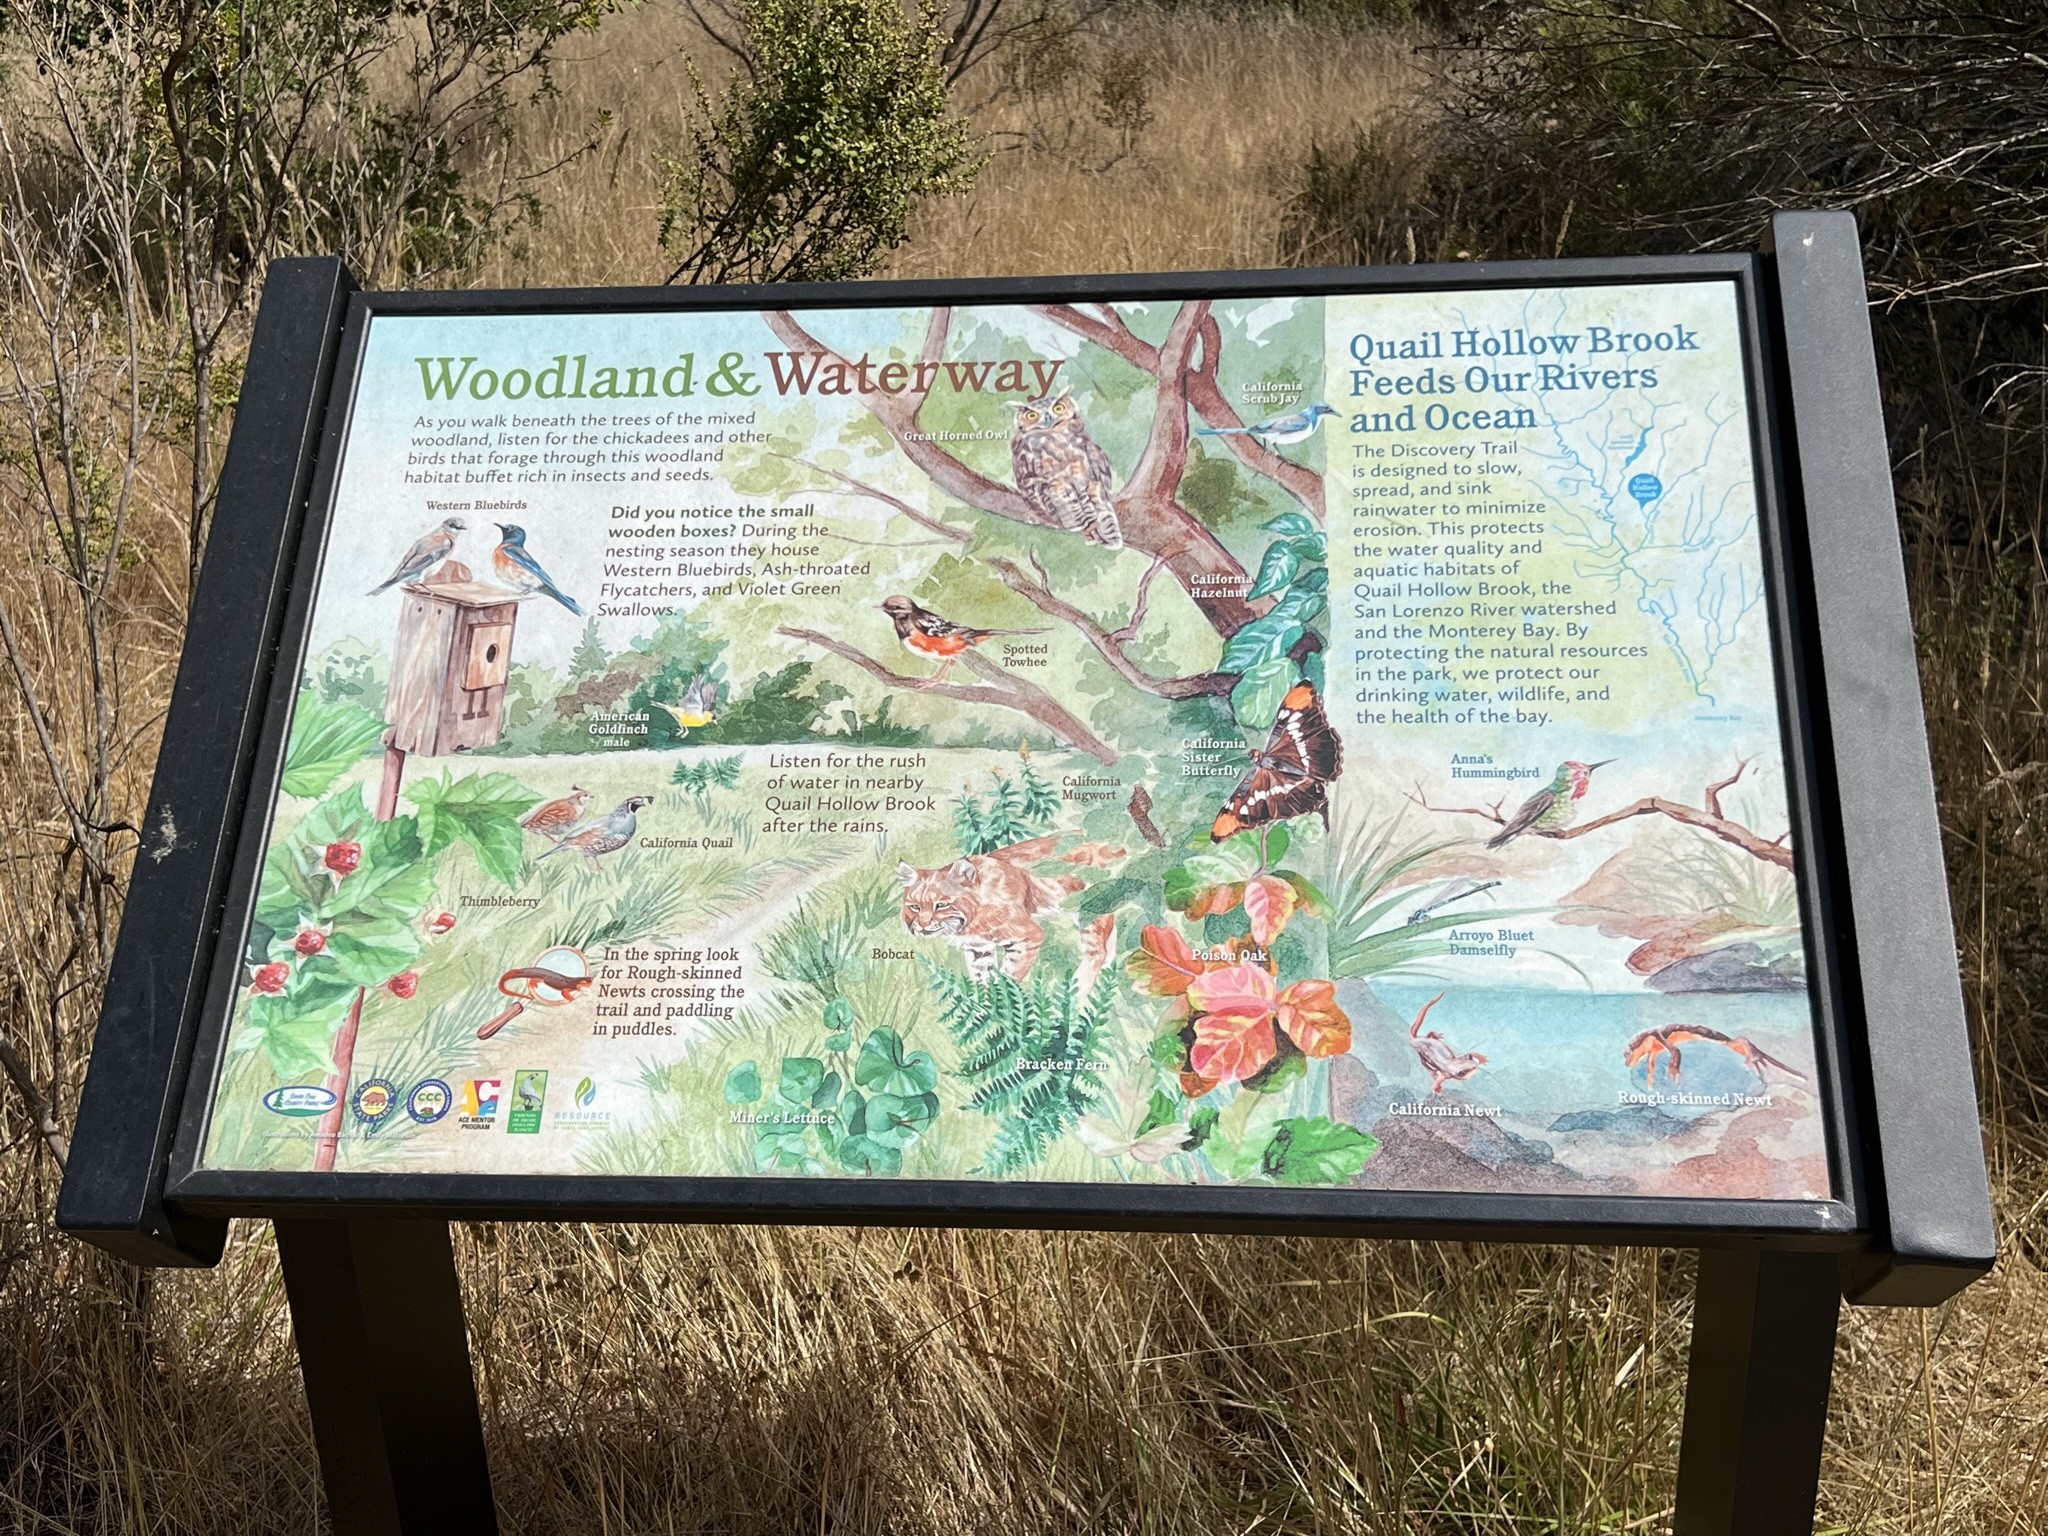 Woodland & Waterway
As you walk beneath the trees of the mixed
woodland, listen for the chickadees and other
birds that forage through this woodland
habitat buffet rich in insects and seeds.
Western Bluebirds
Did you notice the small
wooden boxes? During the
nesting season they house
Western Bluebirds, Ash-throated
Flycatchers, and Violet Green
Swallows.
Great Horned Owl
California
Scrub Jay
California
Hazelnut
Spotted
Towhee
American
Goldfinch
male
Listen for the rush
of water in nearby
Quail Hollow Brook
after the rains.
California
Mugwort
California
Sister
Butterfly
California Quail
Thimbleberry
Bobcat
Poison Oak
In the spring look
for Rough-skinned
Newts crossing the
trail and paddling
in puddles.
Bracken Fern
Miner's Lettuce
CALIFORNIA
CCC
ACE MENTOR
PROGRAM
RESOURCE
Quail Hollow Brook
Feeds Our Rivers
and Ocean
The Discovery Trail
is designed to slow,
spread, and sink
rainwater to minimize
erosion. This protects
the water quality and
aquatic habitats of
Quail Hollow Brook, the
San Lorenzo River watershed
and the Monterey Bay. By
protecting the natural resources
in the park, we protect our
drinking water, wildlife, and
the health of the bay.
Quail
Hollow
Brook
Monterey Bay
Anna's
Hummingbird
Arroyo Bluet
Damselfly
California Newt
Rough-skinned Newt